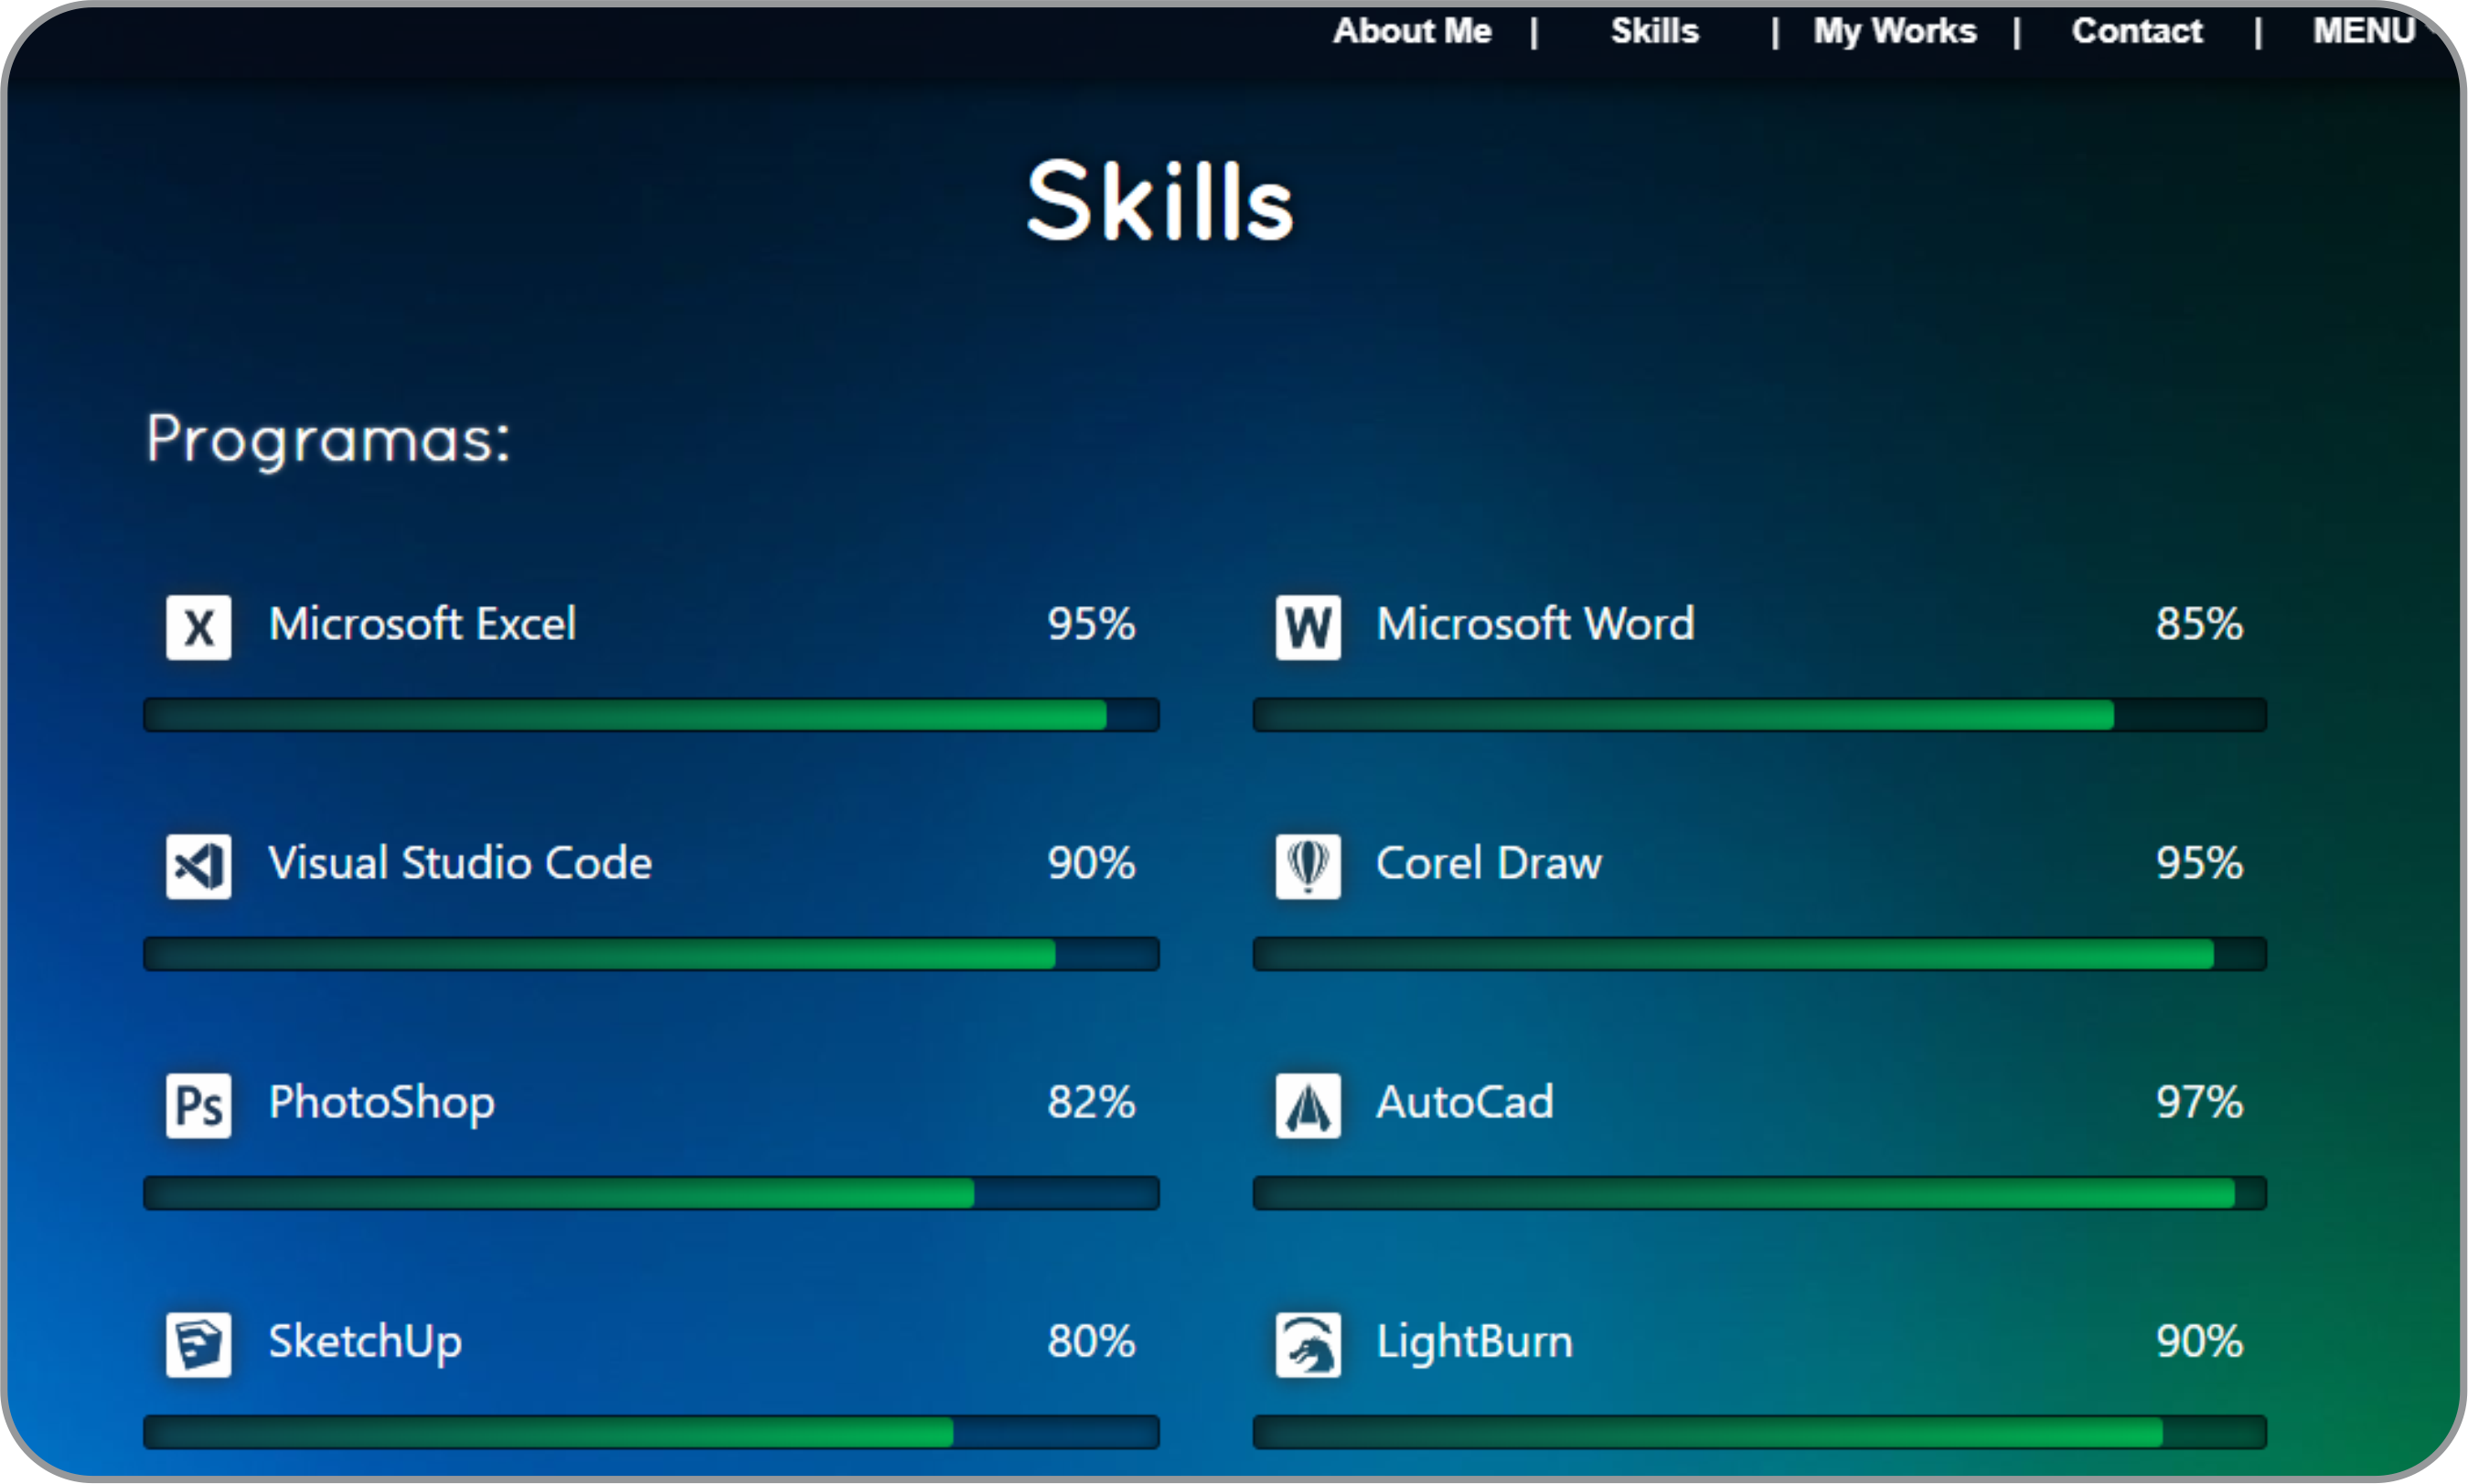 About Me | Skills | My Works | Contact | MENU
Skills
Programas:
X Microsoft Excel 95%
W Microsoft Word 85%
Visual Studio Code 90%
Corel Draw 95%
Ps PhotoShop 82%
AutoCad 97%
SketchUp 80%
LightBurn 90%